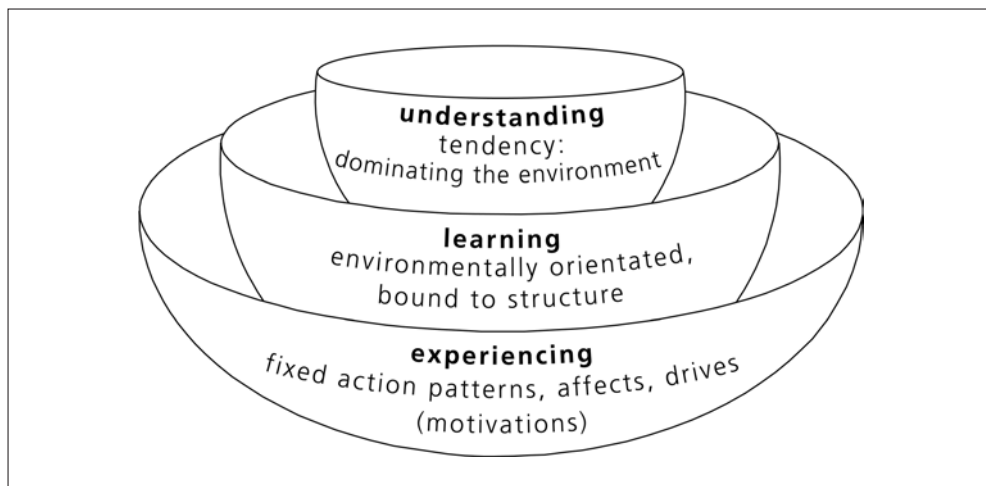 understanding
tendency:
dominating the environment
learning
environmentally orientated,
bound to structure
experiencing
fixed action patterns, affects, drives
(motivations)